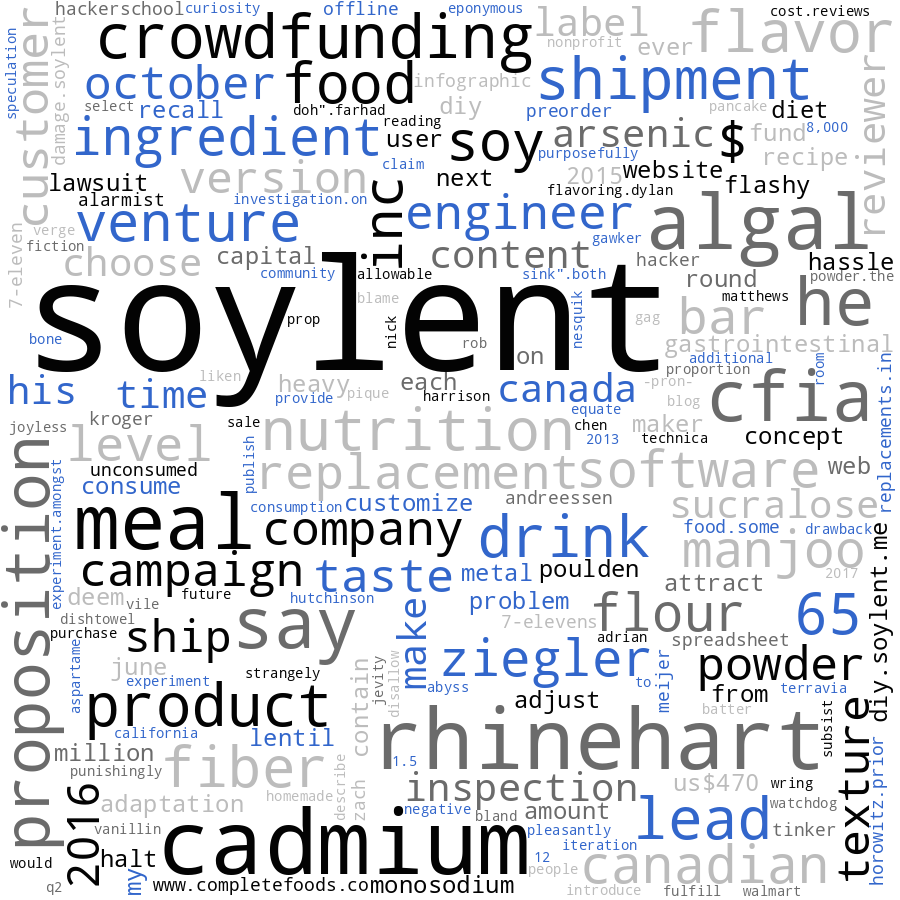 hackerschool
curiosity
offline
eponymous
label
cost.reviews
crowdfunding
nonprofit
ever
flavor
speculation
customer
damage.soylent
october
food
infographic
shipment
reviewer
select
recall
doh".farhad
diy
preorder
pancake
diet
ingredient
reading
user
soy
arsenic
$
fund
8,000
claim
purposefully
recipe
lawsuit
version
next
2015
website
flashy
alarmist
investigation.on
inc
flavoring.dylan
venture
engineer
algal
verge
fiction
7-eleven
gawker
choose
capital
content
hacker
hassle
community
allowable
sink".both
round
powder.the
soylent
blame
matthews
he
prop
nick
nesquik
gag
bar
bone
rob
on
gastrointestinal
additional
proportion
room
his
time
liken
heavy
pique
each
canada
-pron-
cfia
replacements.in
provide
harrison
equate
blog
joyless
kroger
sale
nutrition
chen
maker
2013
technica
concept
level
publish
replacement
software
web
unconsumed
consume
proposition
experiment.amongst
consumption
customize
andreessen
sucralose
meal
company
drink
food.some
drawback
manjoo
diy.soylent.me
campaign
taste
metal
poulden
attract
2017
deem
vile
future
hutchinson
problem
flour
65
dishtowel
say
make
7-elevens
purchase
ship
adrian
spreadsheet
ziegler
powder
june
strangely
contain
jevity
disallow
aspartame
experiment
abyss
to
meijer
from
terravia
product
adjust
batter
california
lentil
rhinehart
subsist
texture
million
punishingly
fiber
describe
zach
1.5
inspection
us$470
wring
horowitz.prior
2016
adaptation
homemade
negative
bland
amount
lead
watchdog
vanillin
cadmium
pleasantly
tinker
iteration
would
halt
12
people
canadian
q2
my
www.completefoods.co
monosodium
introduce
fulfill
walmart